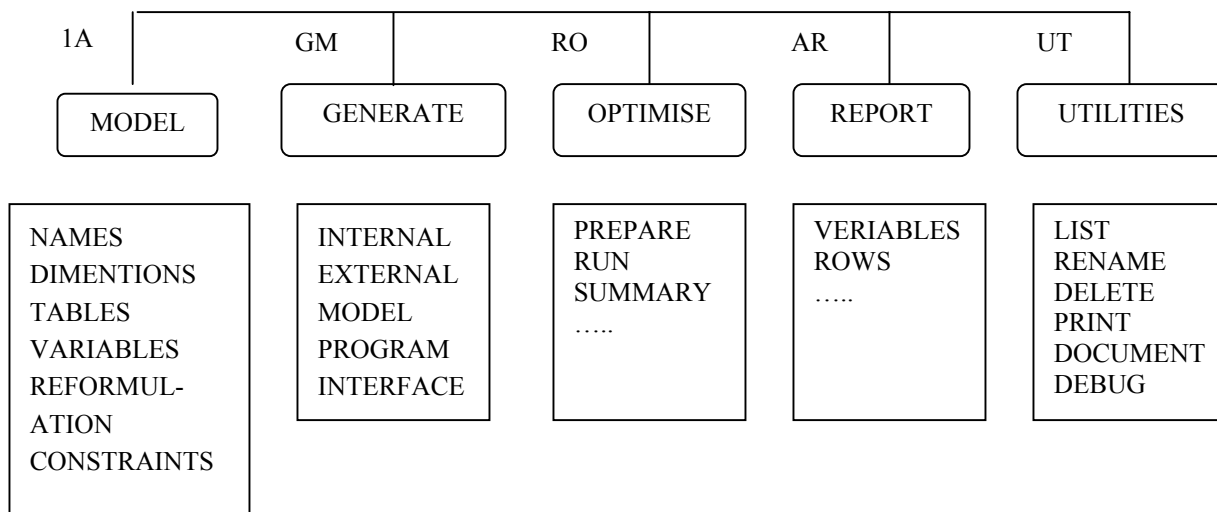 1A
GM
RO
AR
UT
MODEL
GENERATE
OPTIMISE
REPORT
UTILITIES
NAMES
DIMENTIONS
TABLES
VARIABLES
REFORMUL-
ATION
CONSTRAINTS
INTERNAL
EXTERNAL
MODEL
PROGRAM
INTERFACE
PREPARE
RUN
SUMMARY
…..
VERIABLES
ROWS
…..
LIST
RENAME
DELETE
PRINT
DOCUMENT
DEBUG